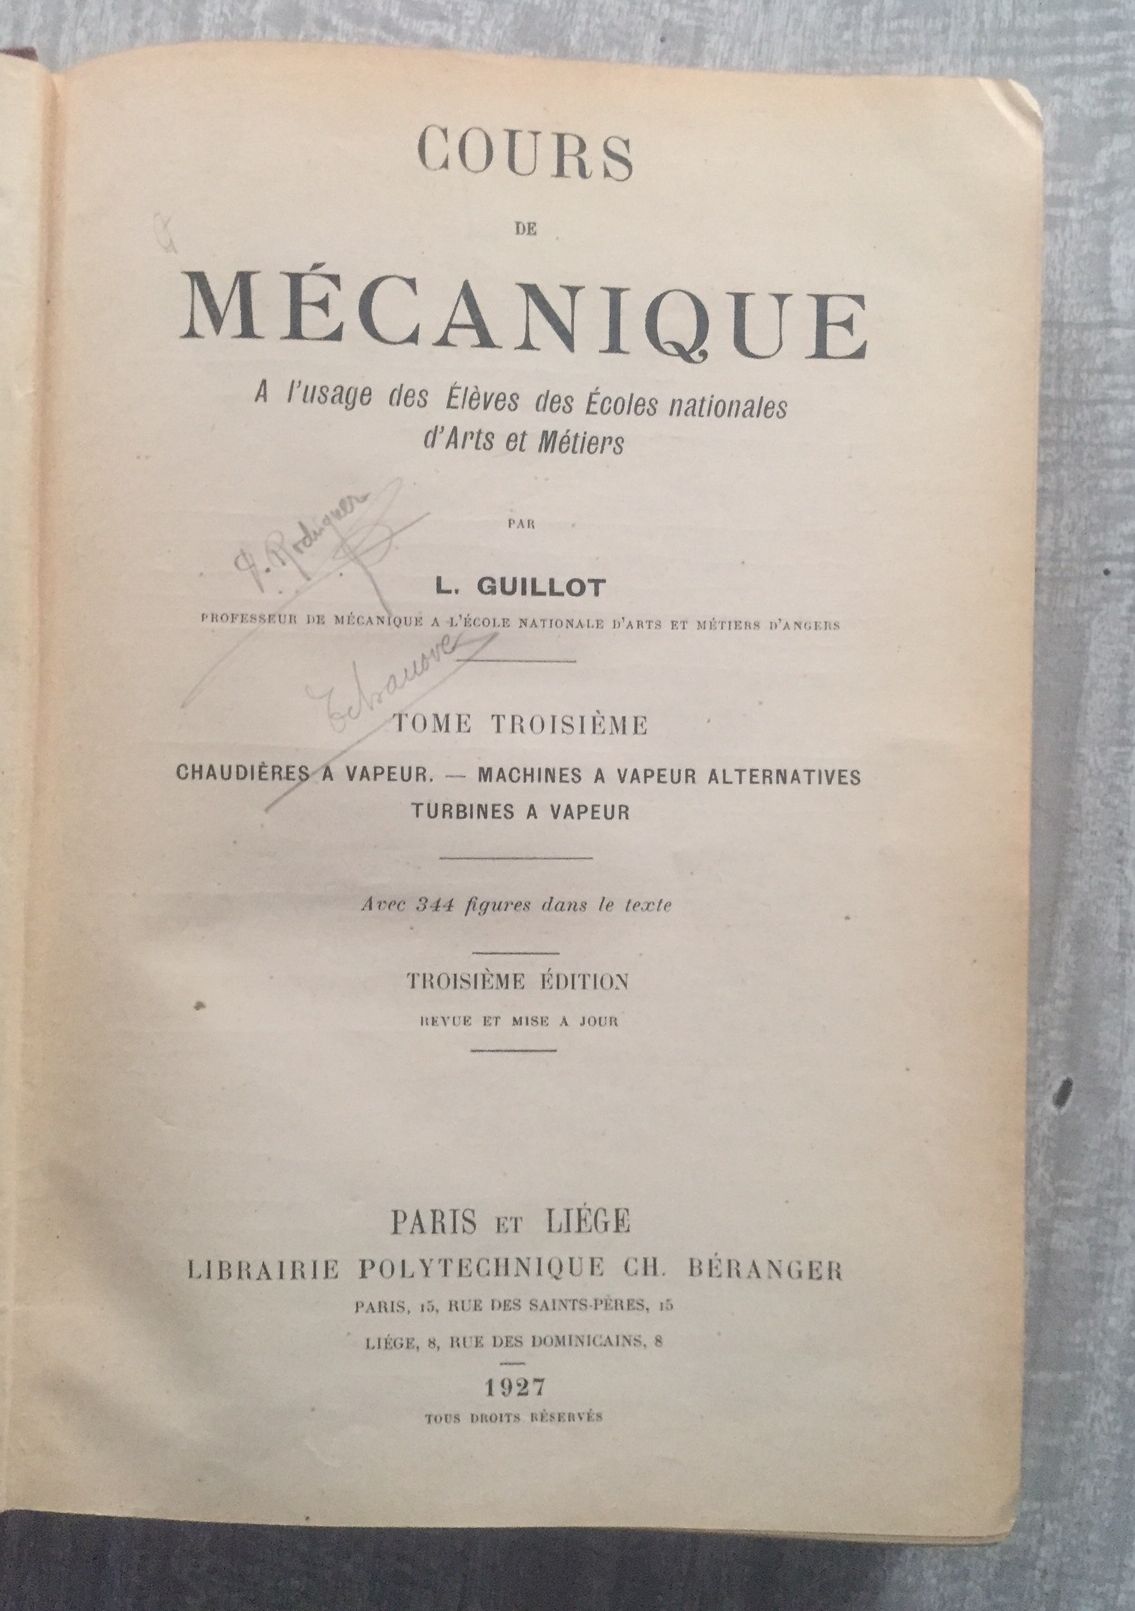 COURS
DE
MÉCANIQUE
A l'usage des Élèves des Écoles nationales
d'Arts et Métiers
PAR
L. GUILLOT
PROFESSEUR DE MÉCANIQUE A L'ÉCOLE NATIONALE D'ARTS ET MÉTIERS D'ANGERS
TOME TROISIÈME
CHAUDIÈRES A VAPEUR. — MACHINES A VAPEUR ALTERNATIVES
TURBINES A VAPEUR
Avec 344 figures dans le texte
TROISIÈME ÉDITION
REVUE ET MISE A JOUR
PARIS ET LIÉGE
LIBRAIRIE POLYTECHNIQUE CH. BÉRANGER
PARIS, 15, RUE DES SAINTS-PÈRES, 15
LIÉGE, 8, RUE DES DOMINICAINS, 8
1927
TOUS DROITS RÉSERVÉS